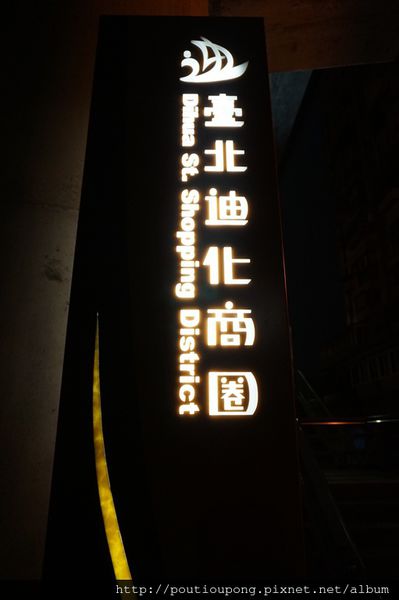 臺北迪化商圈
Dihua St. Shopping District
http://poutioupong.pixnet.net/album